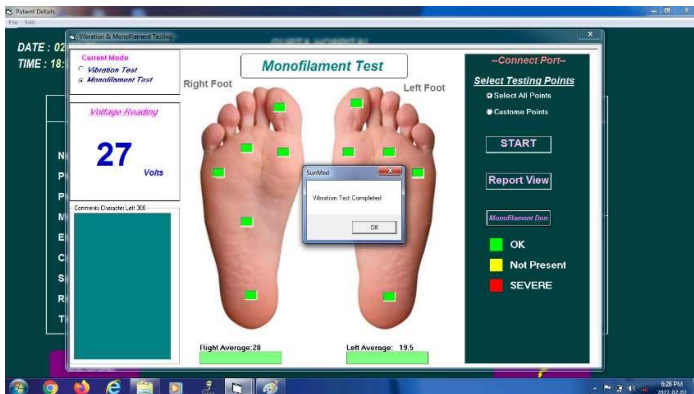 Patient Details
File Edit
DATE : 02
TIME : 18:
Vibration & Monofilament Testing
Current Mode
Vibration Test
Monofilament Test
Voltage Reading
27
Volts
Comments Character Left 300
Monofilament Test
Right Foot
Left Foot
SunMod
Vibration Test Completed
OK
Right Average:20
Left Average: 19.5
--Connect Port--
Select Testing Points
Select All Points
Custome Points
START
Report View
Monofilament Don
OK
Not Present
SEVERE
N
P
P
M
E
C
S
R
T
6:28 PM